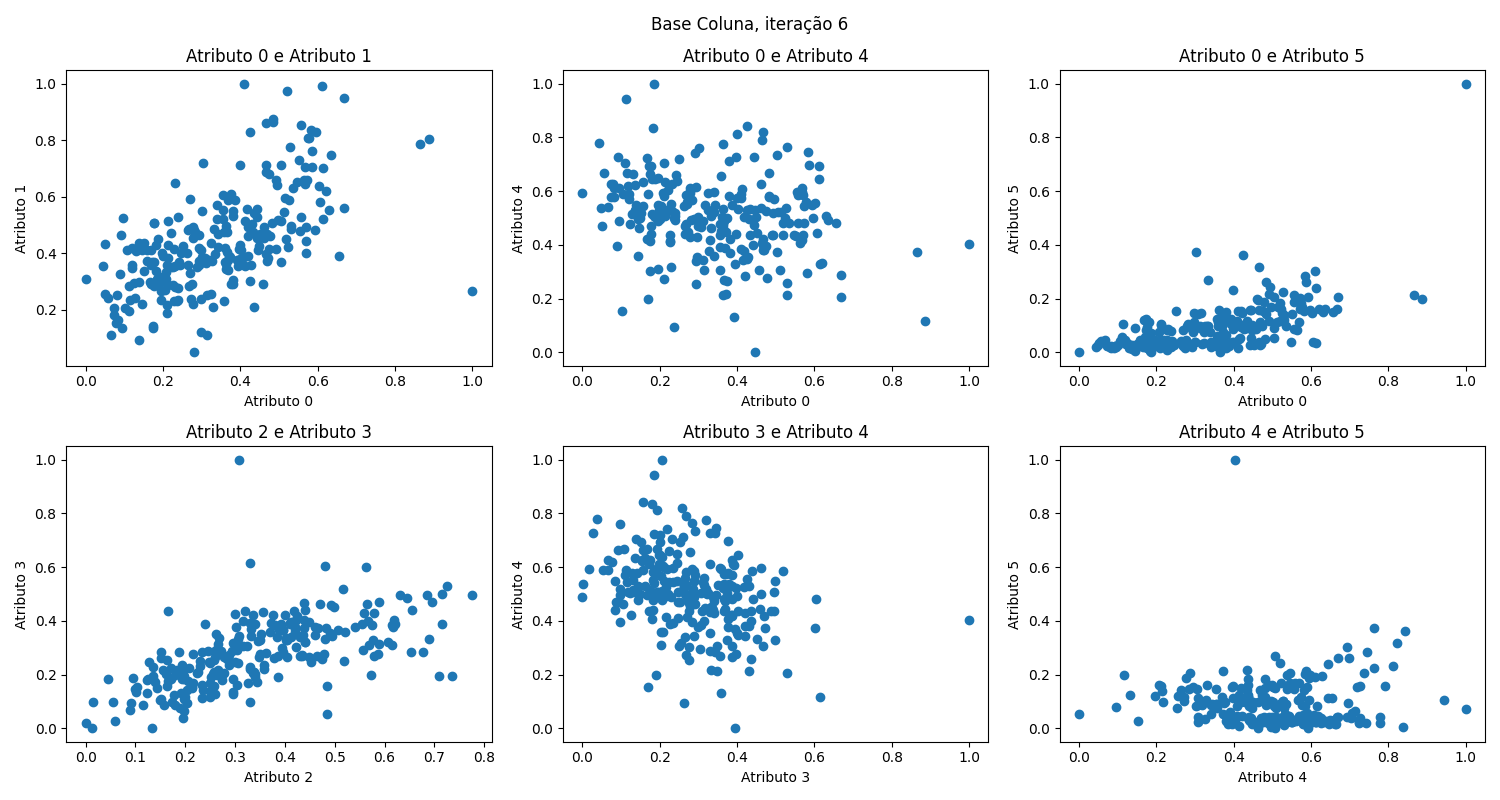 Base Coluna, iteração 6
Atributo 0 e Atributo 1
Atributo 1
1.0
0.8
0.6
0.4
0.2
0.0 0.2 0.4 0.6 0.8 1.0
Atributo 0
Atributo 0 e Atributo 4
Atributo 4
1.0
0.8
0.6
0.4
0.2
0.0
0.0 0.2 0.4 0.6 0.8 1.0
Atributo 0
Atributo 0 e Atributo 5
Atributo 5
1.0
0.8
0.6
0.4
0.2
0.0
0.0 0.2 0.4 0.6 0.8 1.0
Atributo 0
Atributo 2 e Atributo 3
Atributo 3
1.0
0.8
0.6
0.4
0.2
0.0
0.0 0.1 0.2 0.3 0.4 0.5 0.6 0.7 0.8
Atributo 2
Atributo 3 e Atributo 4
Atributo 4
1.0
0.8
0.6
0.4
0.2
0.0
0.0 0.2 0.4 0.6 0.8 1.0
Atributo 3
Atributo 4 e Atributo 5
Atributo 5
1.0
0.8
0.6
0.4
0.2
0.0
0.0 0.2 0.4 0.6 0.8 1.0
Atributo 4